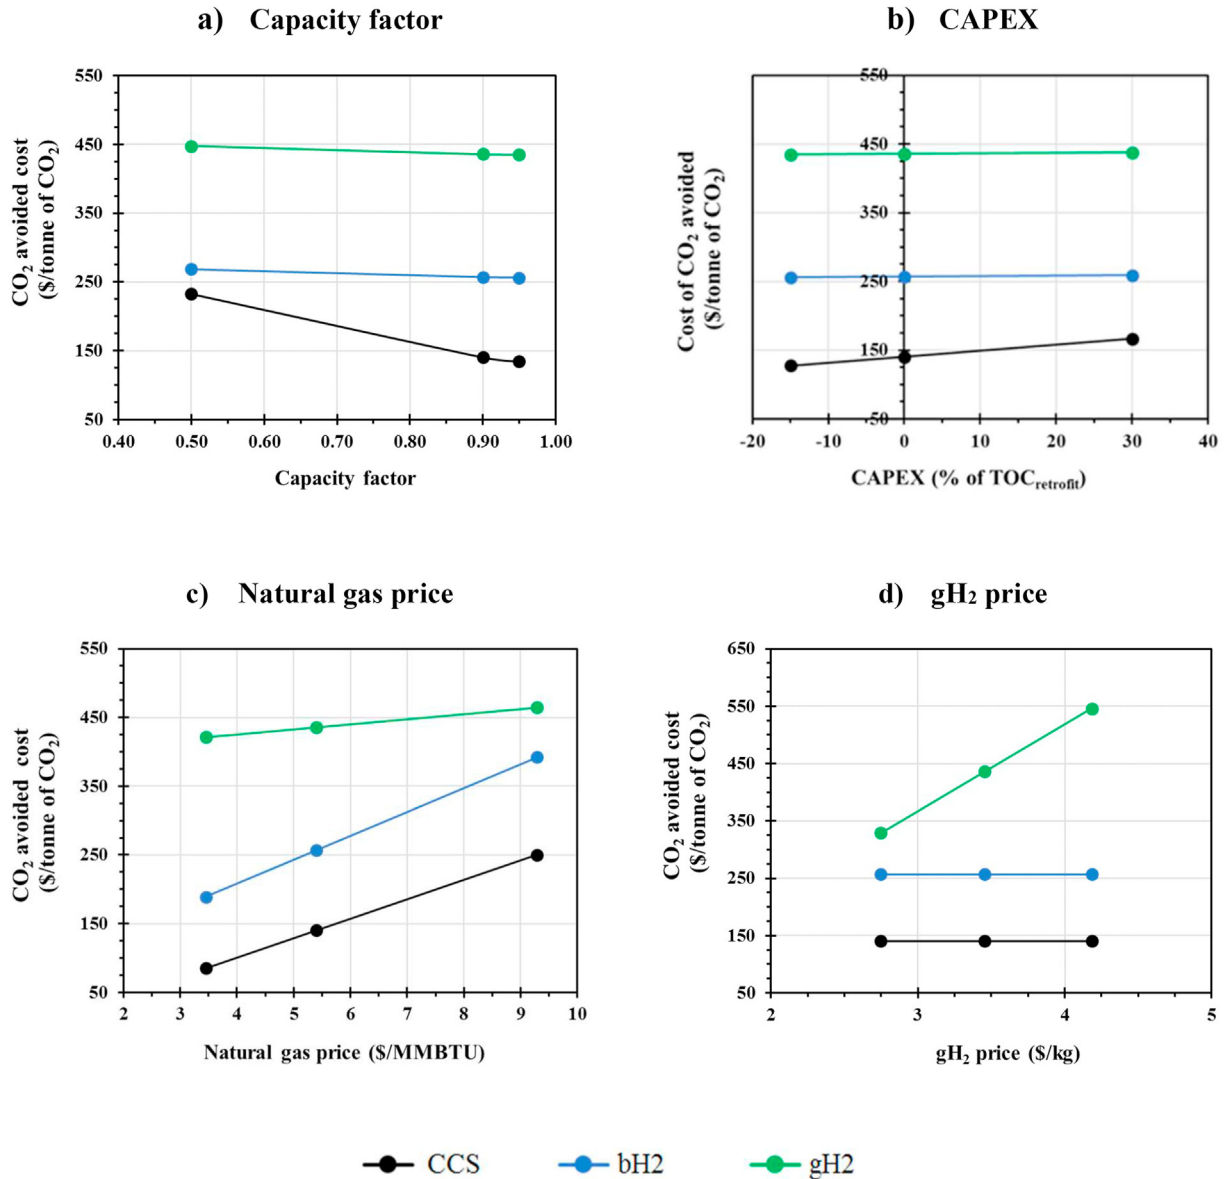 a) Capacity factor
CO₂ avoided cost
($/tonne of CO₂)
550
450
350
250
150
50
0.40 0.50 0.60 0.70 0.80 0.90 1.00
Capacity factor
b) CAPEX
Cost of CO₂ avoided
($/tonne of CO₂)
550
450
350
250
150
50
-20 -10 0 10 20 30 40
CAPEX (% of TOCretrofit)
c) Natural gas price
CO₂ avoided cost
($/tonne of CO₂)
550
450
350
250
150
50
2 3 4 5 6 7 8 9 10
Natural gas price ($/MMBTU)
d) gH₂ price
CO₂ avoided cost
($/tonne of CO₂)
650
550
450
350
250
150
50
2 3 4 5
gH₂ price ($/kg)
CCS bH2 gH2